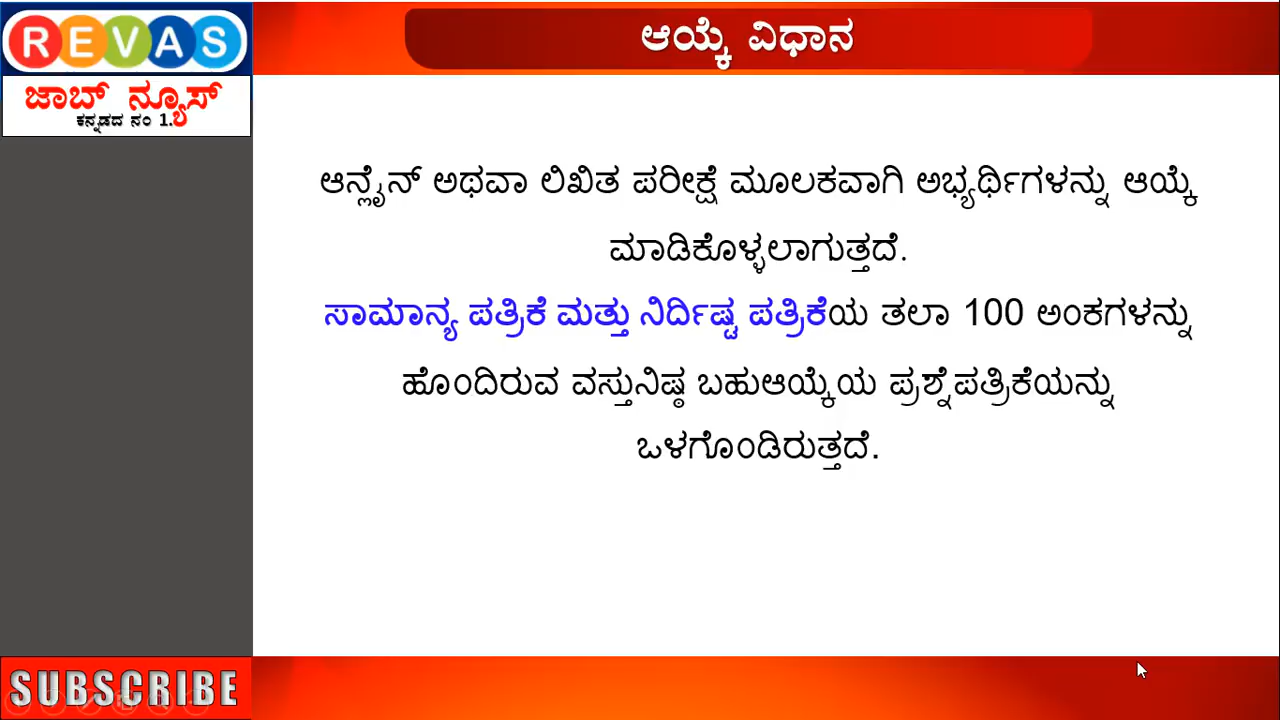 REVAS
ಜಾಬ್ ನ್ಯೂಸ್
ಕನ್ನಡದ ನಂ 1.
ಆಯ್ಕೆ ವಿಧಾನ
ಆನ್ಲೈನ್ ಅಥವಾ ಲಿಖಿತ ಪರೀಕ್ಷೆ ಮೂಲಕವಾಗಿ ಅಭ್ಯರ್ಥಿಗಳನ್ನು ಆಯ್ಕೆ
ಮಾಡಿಕೊಳ್ಳಲಾಗುತ್ತದೆ.
ಸಾಮಾನ್ಯ ಪತ್ರಿಕೆ ಮತ್ತು ನಿರ್ದಿಷ್ಟ ಪತ್ರಿಕೆಯ ತಲಾ 100 ಅಂಕಗಳನ್ನು
ಹೊಂದಿರುವ ವಸ್ತುನಿಷ್ಠ ಬಹುಆಯ್ಕೆಯ ಪ್ರಶ್ನೆಪತ್ರಿಕೆಯನ್ನು
ಒಳಗೊಂಡಿರುತ್ತದೆ.
SUBSCRIBE